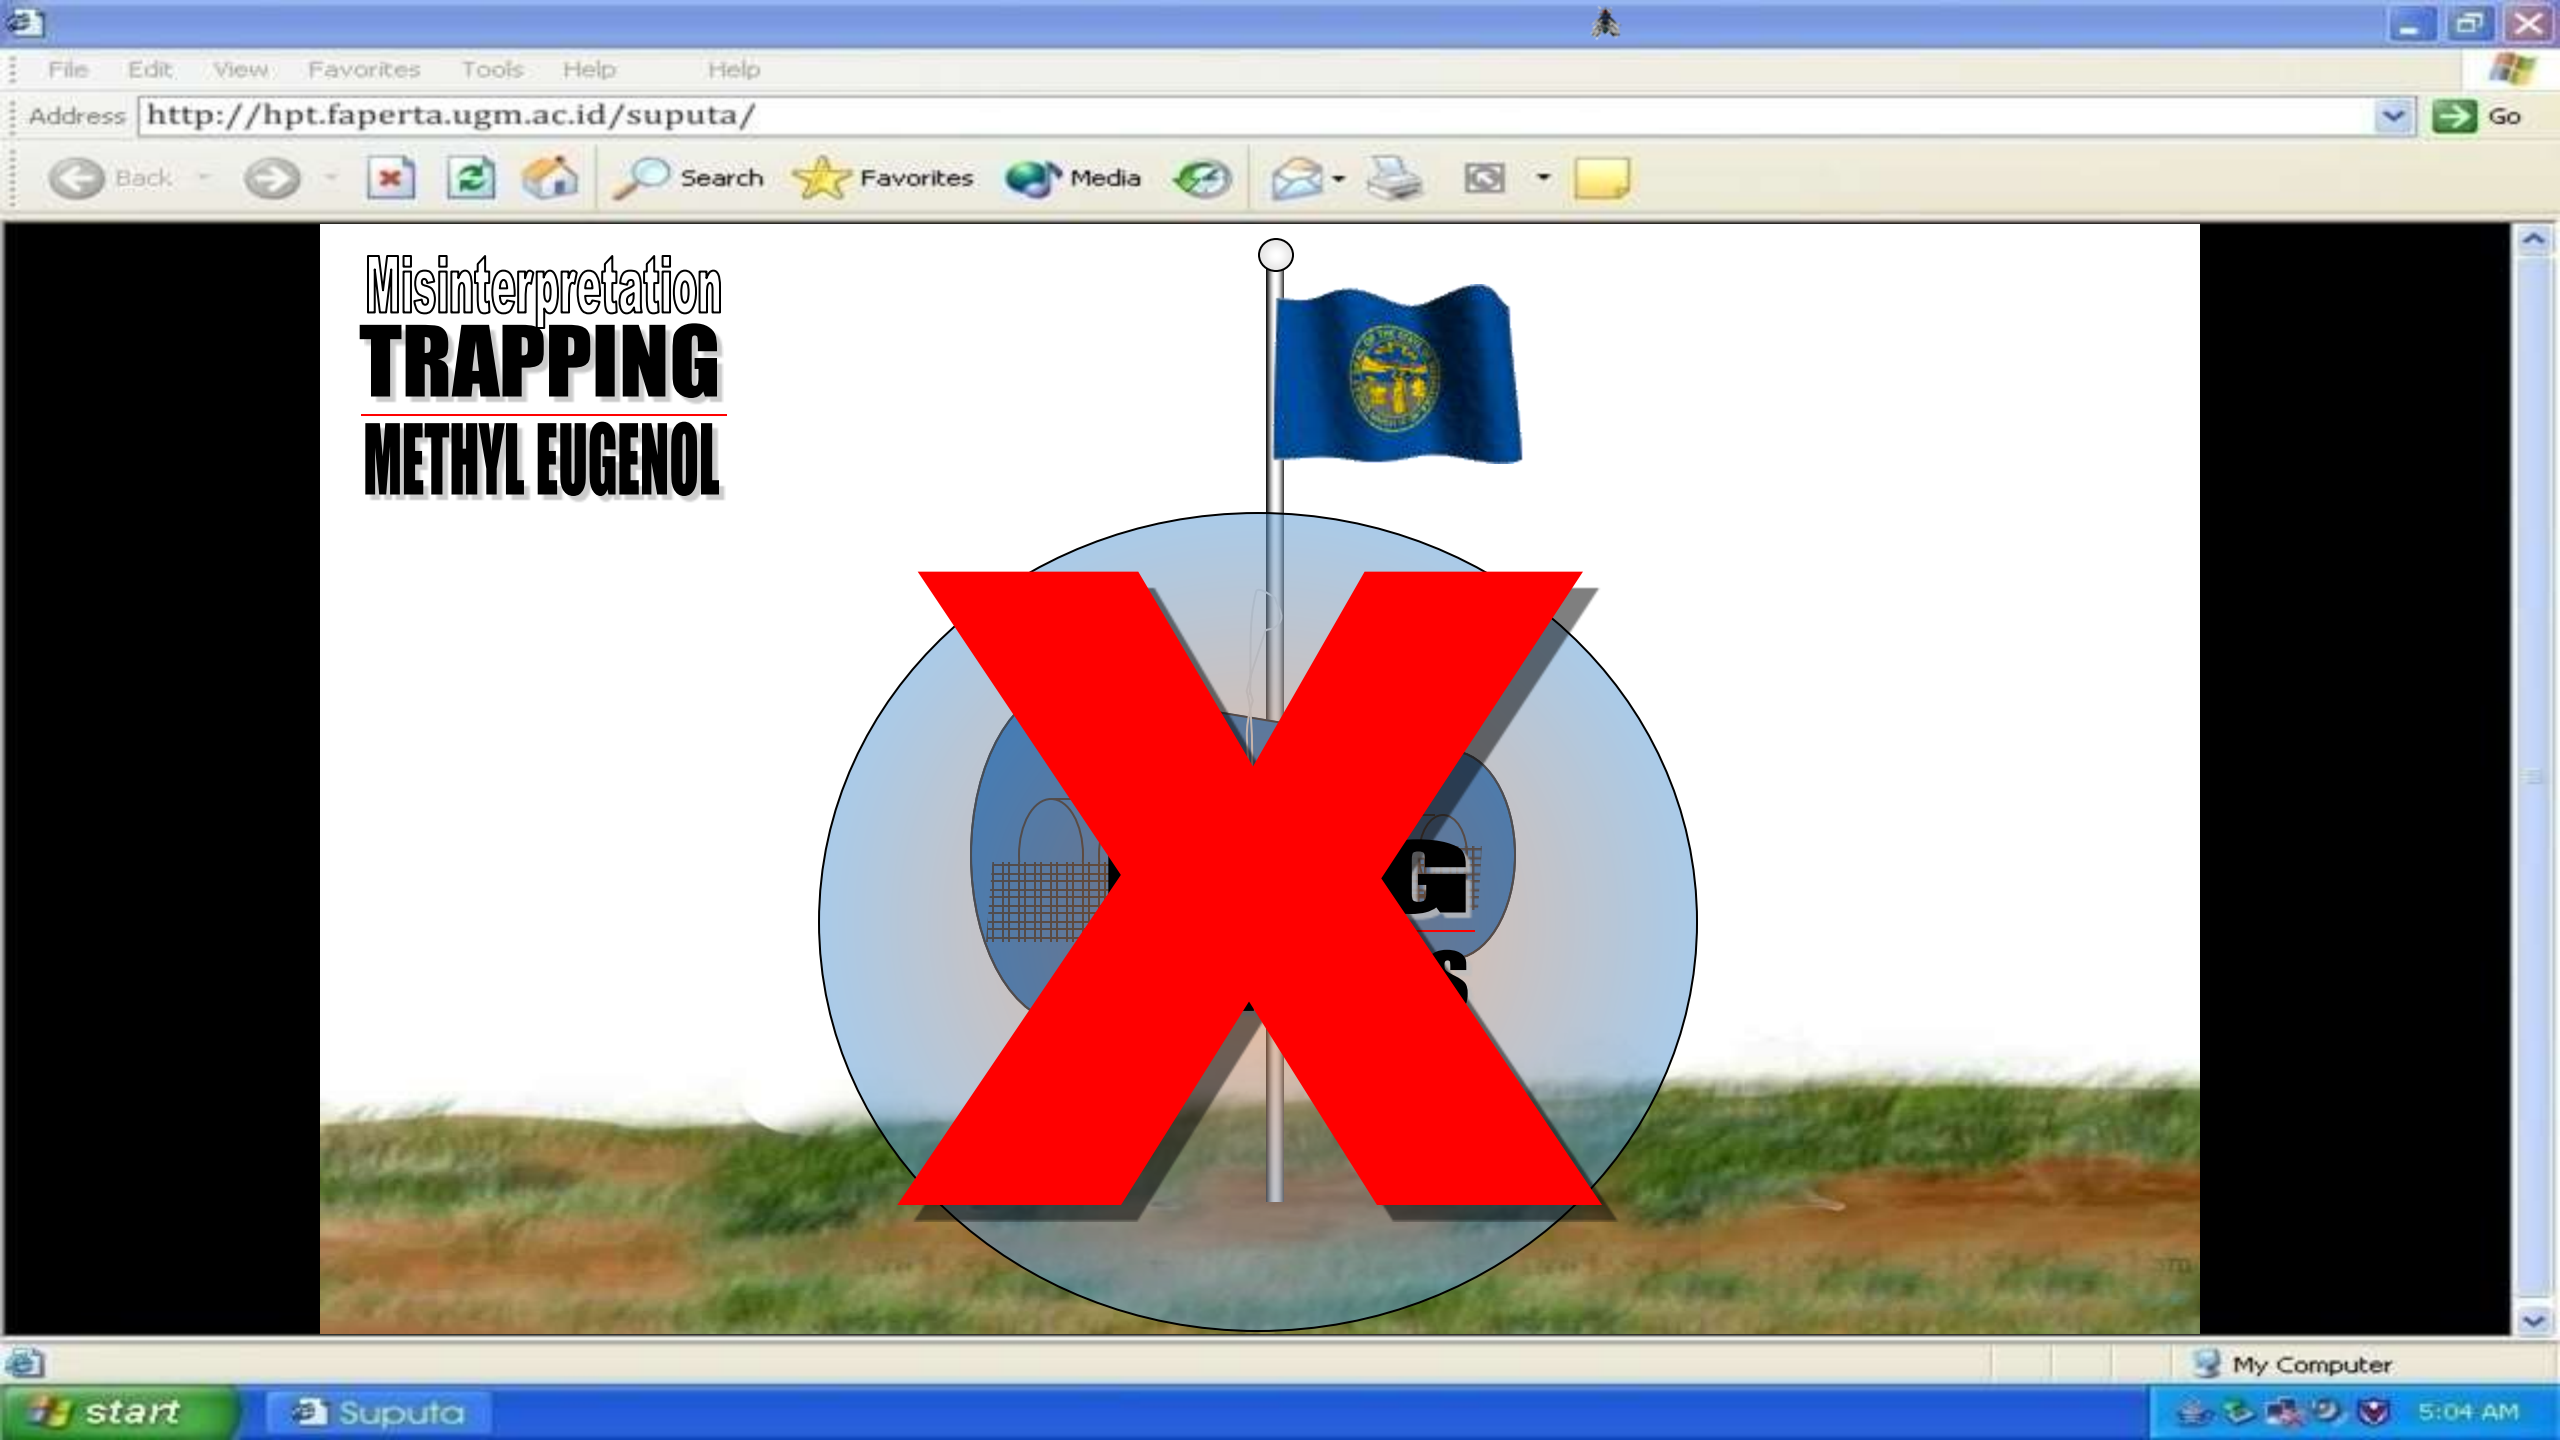 File Edit View Favorites Tools Help Help
Address http://hpt.faperta.ugm.ac.id/suputa/ Go
Back Search Favorites Media
Misinterpretation
TRAPPING
METHYL EUGENOL
G
S
X
My Computer
start Suputa 5:04 AM